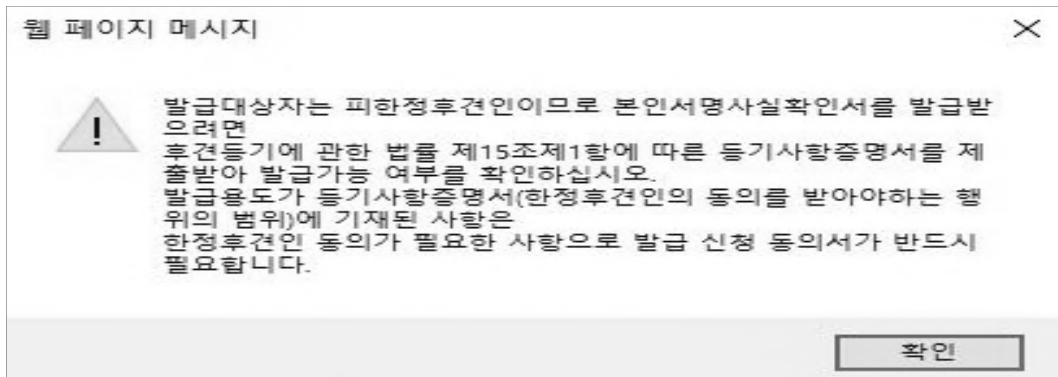 웹 페이지 메시지
발급대상자는 피한정후견인이므로 본인서명사실확인서를 발급받
으려면
후견등기에 관한 법률 제15조제1항에 따른 등기사항증명서를 제
출받아 발급가능 여부를 확인하십시오.
발급용도가 등기사항증명서(한정후견인의 동의를 받아야하는 행
위의 범위)에 기재된 사항은
한정후견인 동의가 필요한 사항으로 발급 신청 동의서가 반드시
필요합니다.
확인